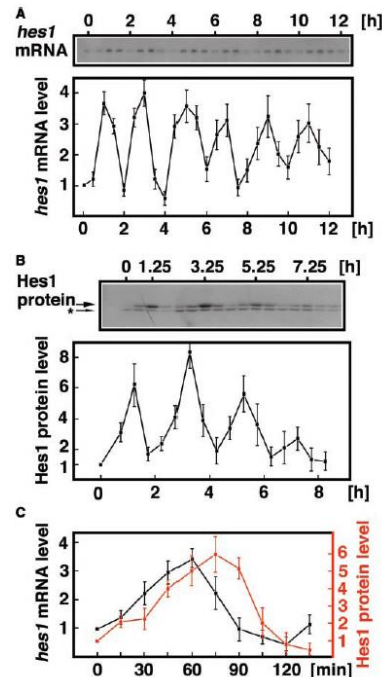 A
0 2 4 6 8 10 12 [h]
hes1
mRNA
hes1 mRNA level
4
3
2
1
0 2 4 6 8 10 12 [h]
B
0 1.25 3.25 5.25 7.25 [h]
Hes1
protein
*
Hes1 protein level
8
6
4
2
1
0 2 4 6 8 [h]
C
hes1 mRNA level
4
3
2
1
Hes1 protein level
6
5
4
3
2
1
0 30 60 90 120 [min]